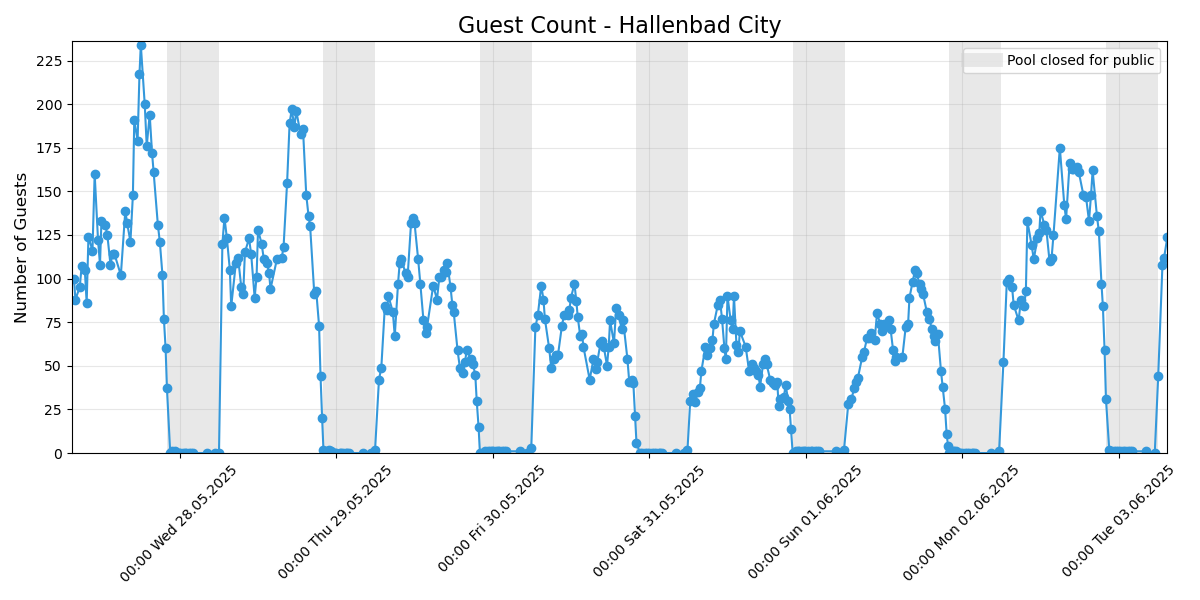 Guest Count - Hallenbad City
Pool closed for public
Number of Guests
225
200
175
150
125
100
75
50
25
0
00:00 Wed 28.05.2025
00:00 Thu 29.05.2025
00:00 Fri 30.05.2025
00:00 Sat 31.05.2025
00:00 Sun 01.06.2025
00:00 Mon 02.06.2025
00:00 Tue 03.06.2025